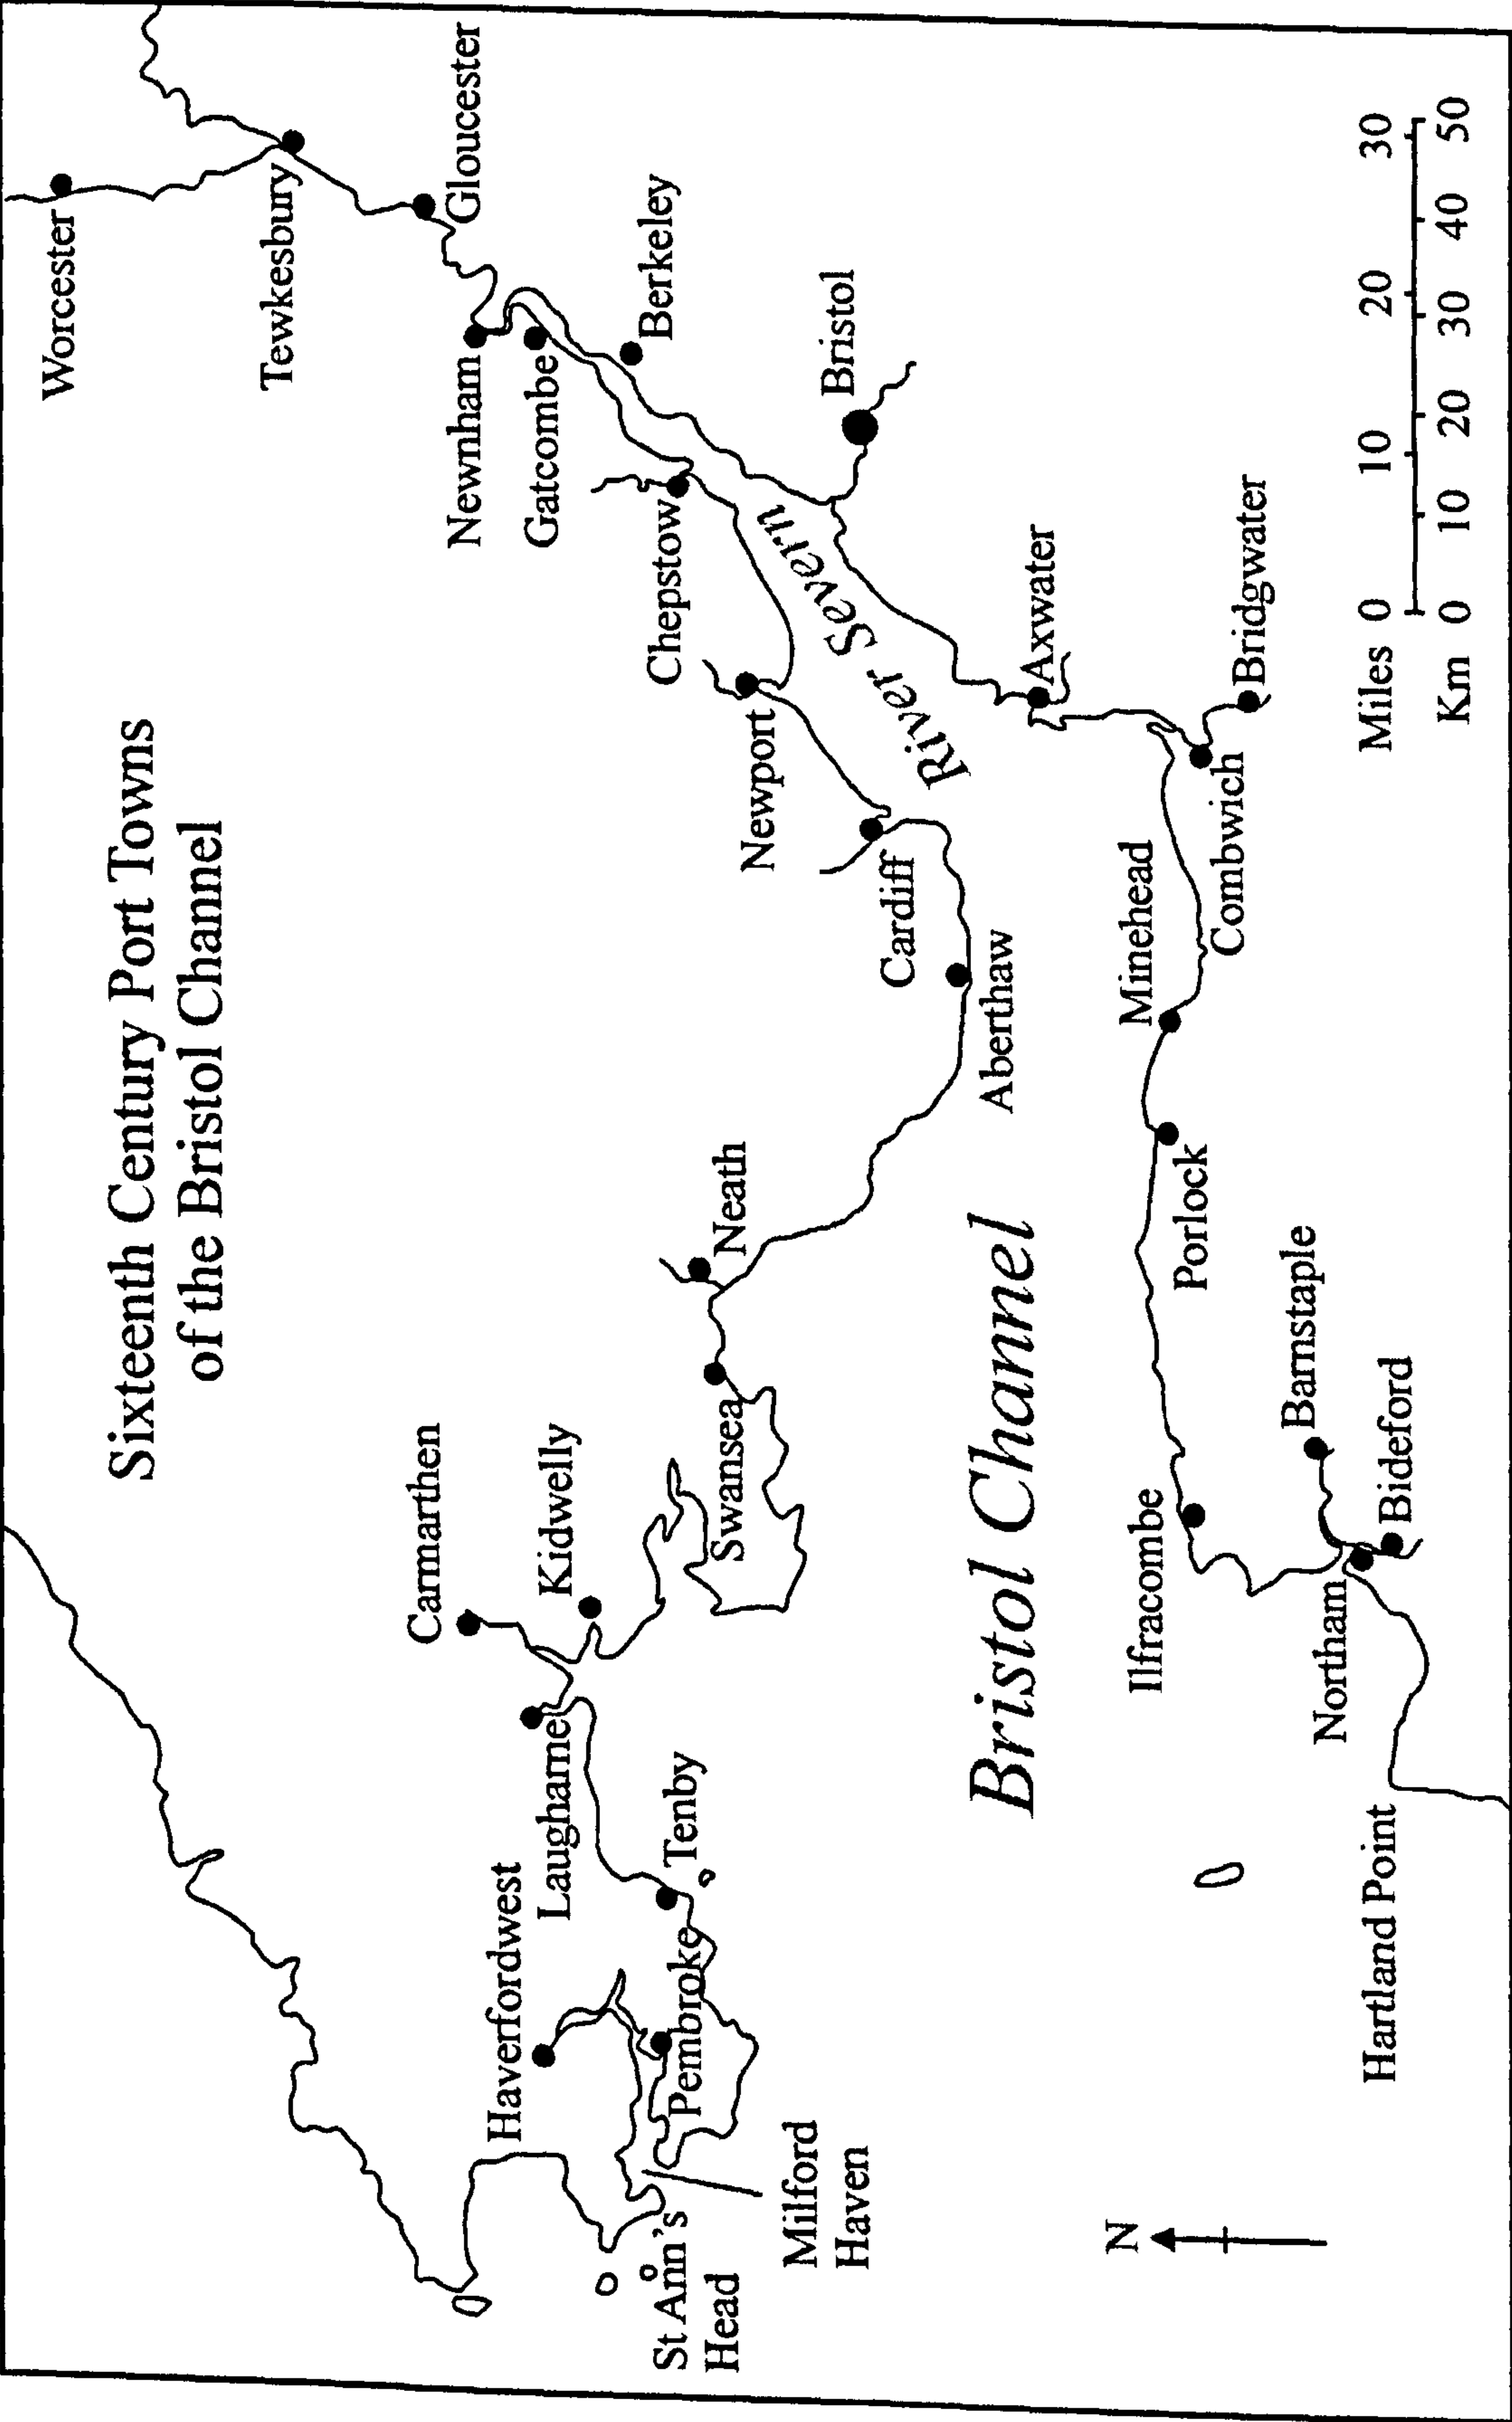 Sixteenth Century Port Towns
of the Bristol Channel
Worcester
Tewkesbury
Gloucester
Newnham
Gatcombe
Berkeley
Chepstow
Bristol
Newport
River Severn
Cardiff
Aberthaw
Axwater
Bridgwater
Combwich
Minehead
Porlock
Neath
Swansea
Carmarthen
Kidwelly
Laugharne
Tenby
Haverfordwest
Pembroke
Milford
Haven
St Ann's
Head
Bristol Channel
Ilfracombe
Barnstaple
Northam
Bideford
Hartland Point
N
Miles 0 10 20 30
Km 0 10 20 30 40 50